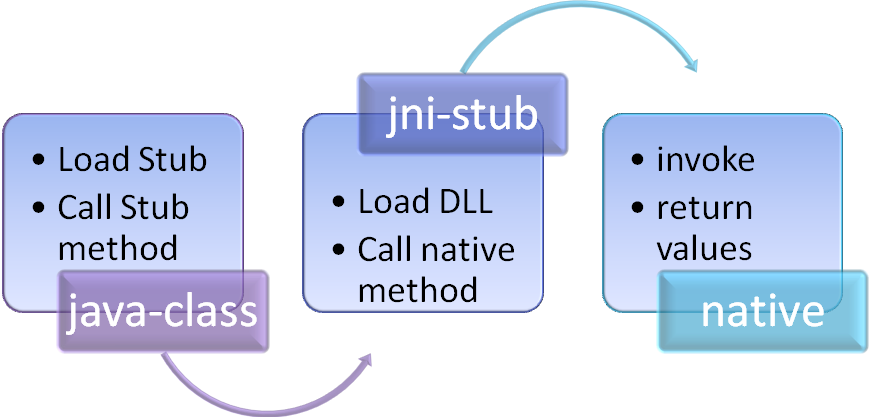 • Load Stub
• Call Stub
method
java-class
jni-stub
• Load DLL
• Call native
method
• invoke
• return
values
native